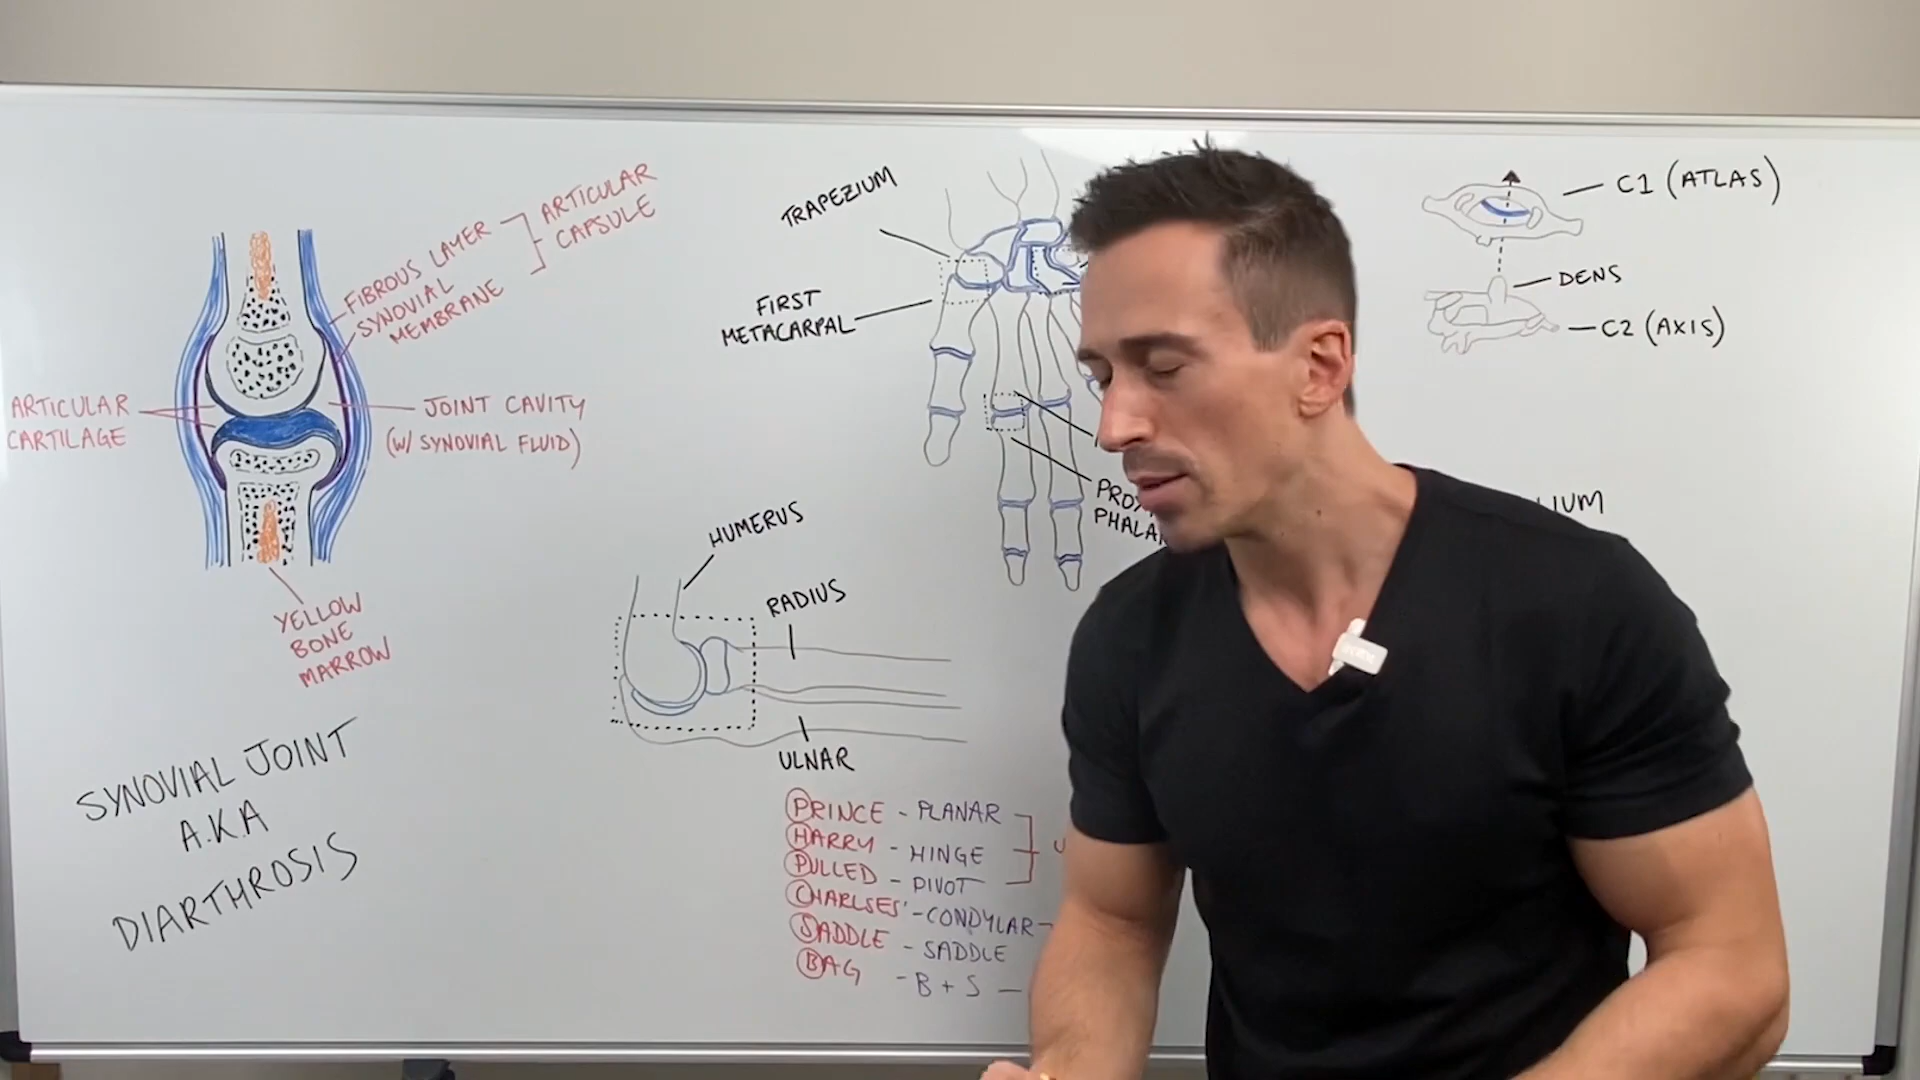 FIBROUS LAYER
SYNOVIAL
MEMBRANE
ARTICULAR
CAPSULE
ARTICULAR
CARTILAGE
JOINT CAVITY
(W/ SYNOVIAL FLUID)
YELLOW
BONE
MARROW
SYNOVIAL JOINT
A.K.A
DIARTHROSIS
TRAPEZIUM
FIRST
METACARPAL
HUMERUS
RADIUS
ULNAR
C1 (ATLAS)
DENS
C2 (AXIS)
PRINCE - PLANAR
HARRY - HINGE
PULLED - PIVOT
CHARLSES' - CONDYLAR
SADDLE - SADDLE
BAG - B + S